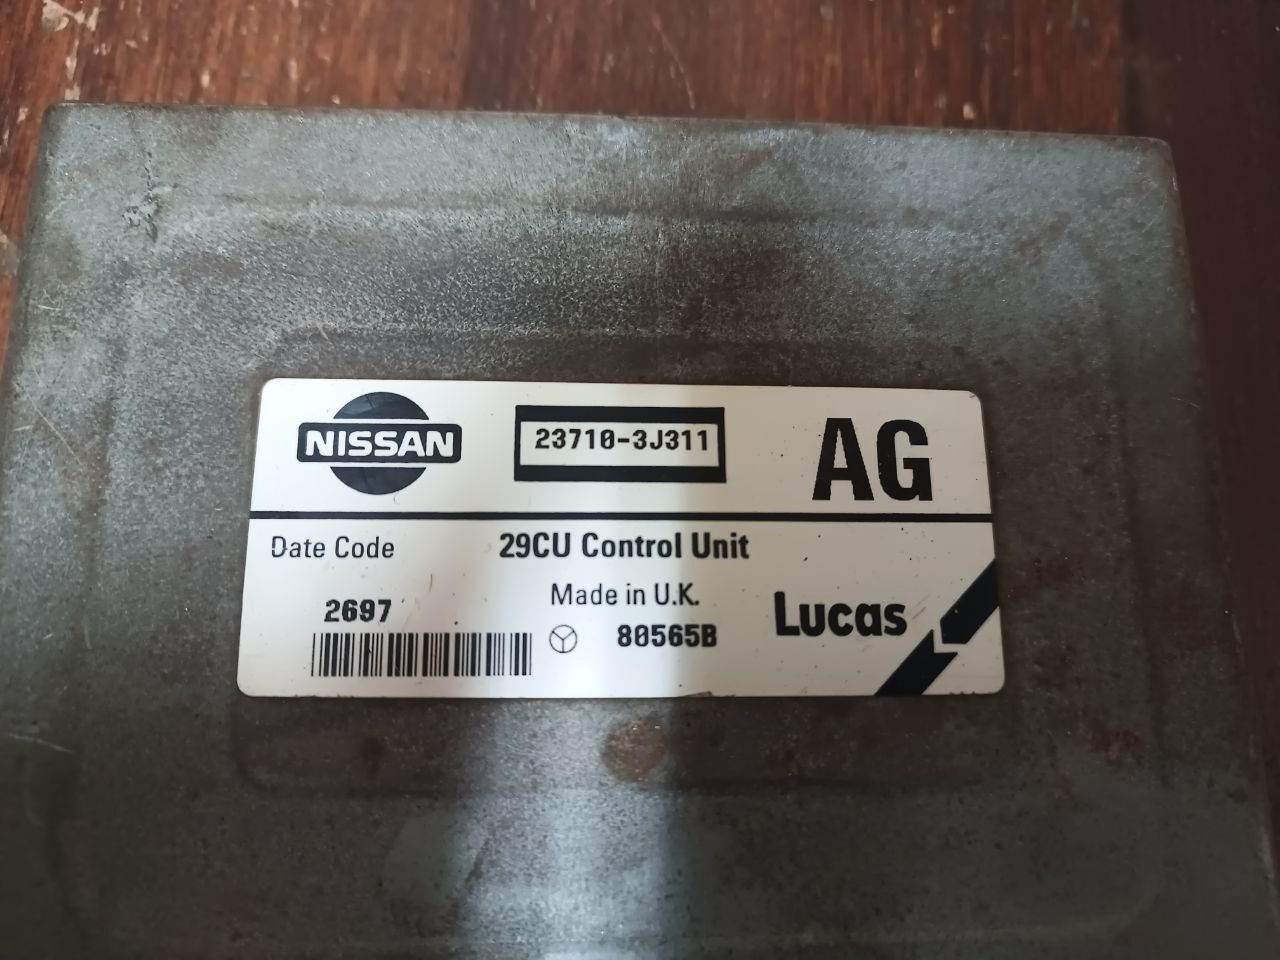 NISSAN
23710-3J311
AG
Date Code
29CU Control Unit
2697
Made in U.K.
80565B
Lucas